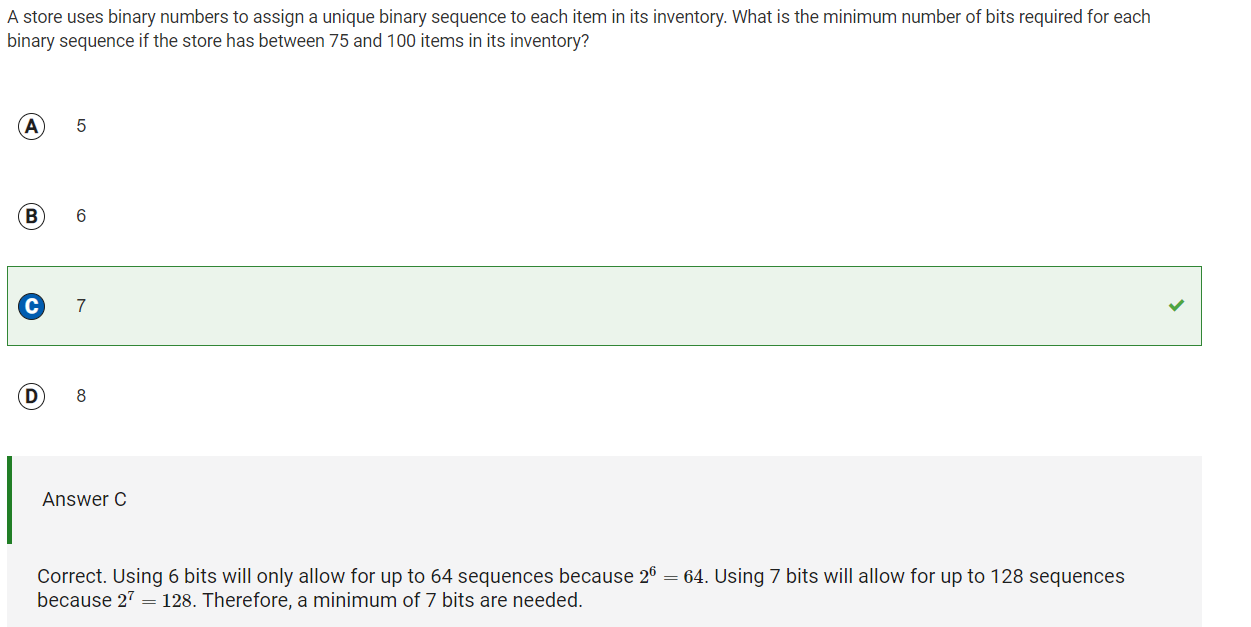 A store uses binary numbers to assign a unique binary sequence to each item in its inventory. What is the minimum number of bits required for each
binary sequence if the store has between 75 and 100 items in its inventory?
A 5
B 6
C 7
D 8
Answer C
Correct. Using 6 bits will only allow for up to 64 sequences because 2⁶ = 64. Using 7 bits will allow for up to 128 sequences
because 2⁷ = 128. Therefore, a minimum of 7 bits are needed.